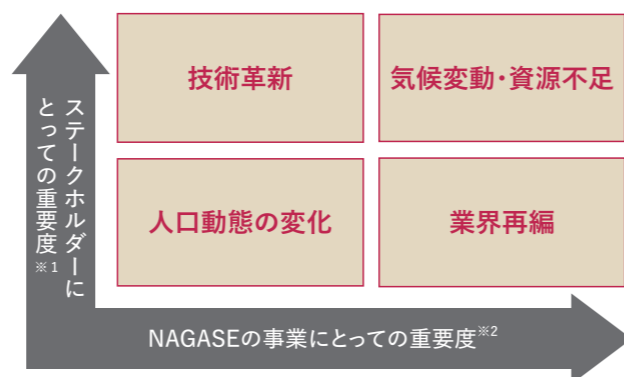 ステークホルダーに
とっての重要度※1
技術革新
気候変動・資源不足
人口動態の変化
業界再編
NAGASEの事業にとっての重要度※2